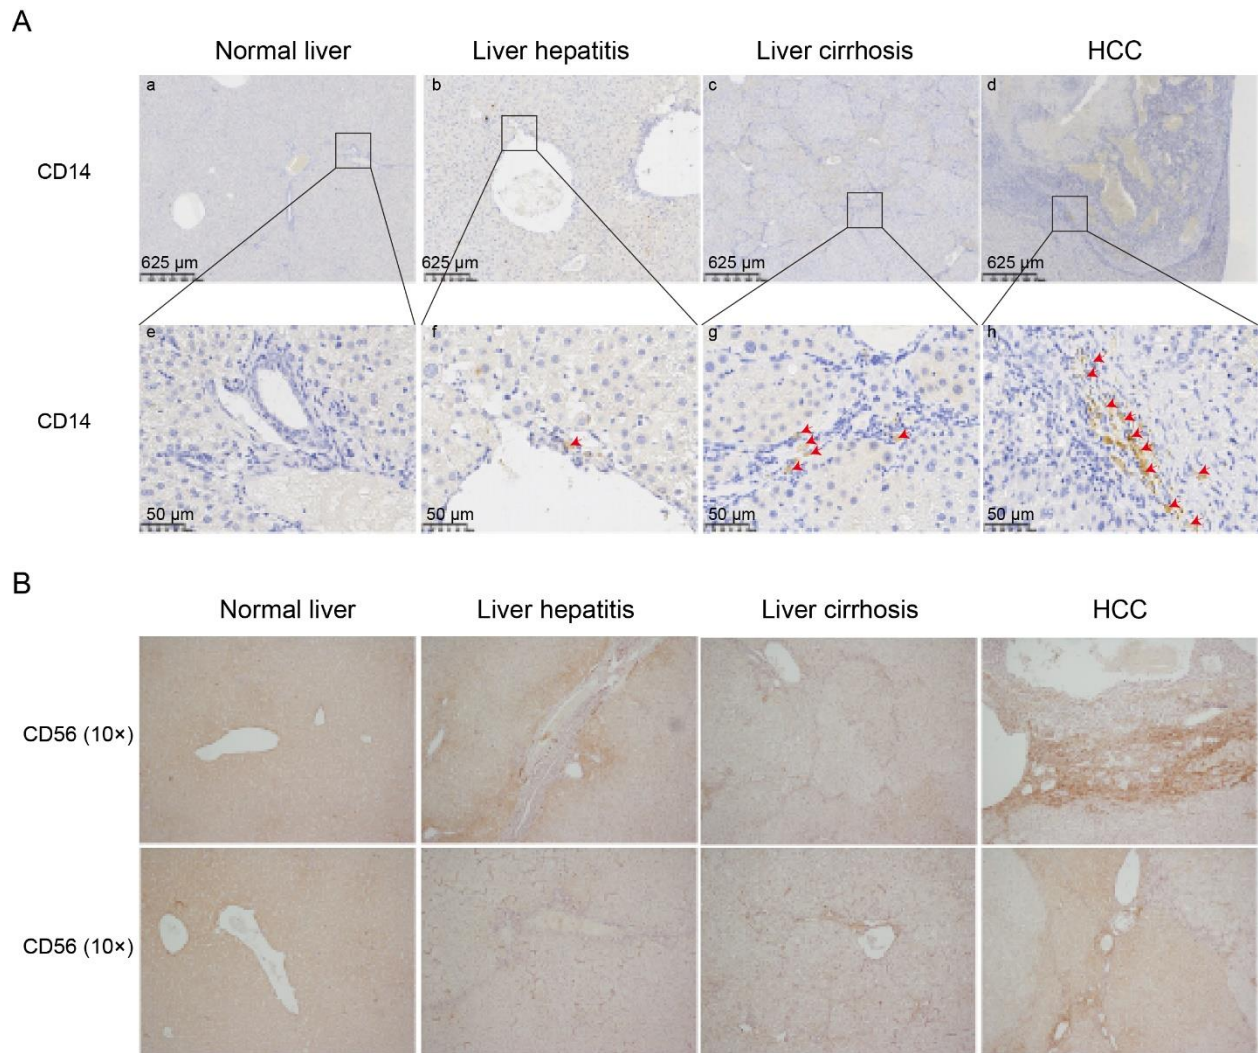 A
Normal liver Liver hepatitis Liver cirrhosis HCC
CD14
a b c d
625 µm 625 µm 625 µm 625 µm
CD14
e f g h
50 µm 50 µm 50 µm 50 µm
B
Normal liver Liver hepatitis Liver cirrhosis HCC
CD56 (10×)
CD56 (10×)